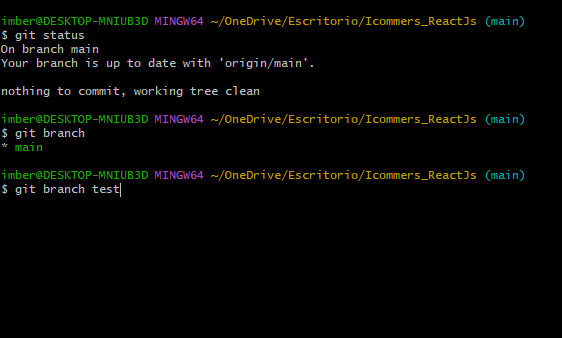 imber@DESKTOP-MNIUB3D MINGW64 ~/OneDrive/Escritorio/Icommers_ReactJs (main)
$ git status
On branch main
Your branch is up to date with 'origin/main'.
nothing to commit, working tree clean
imber@DESKTOP-MNIUB3D MINGW64 ~/OneDrive/Escritorio/Icommers_ReactJs (main)
$ git branch
* main
imber@DESKTOP-MNIUB3D MINGW64 ~/OneDrive/Escritorio/Icommers_ReactJs (main)
$ git branch test